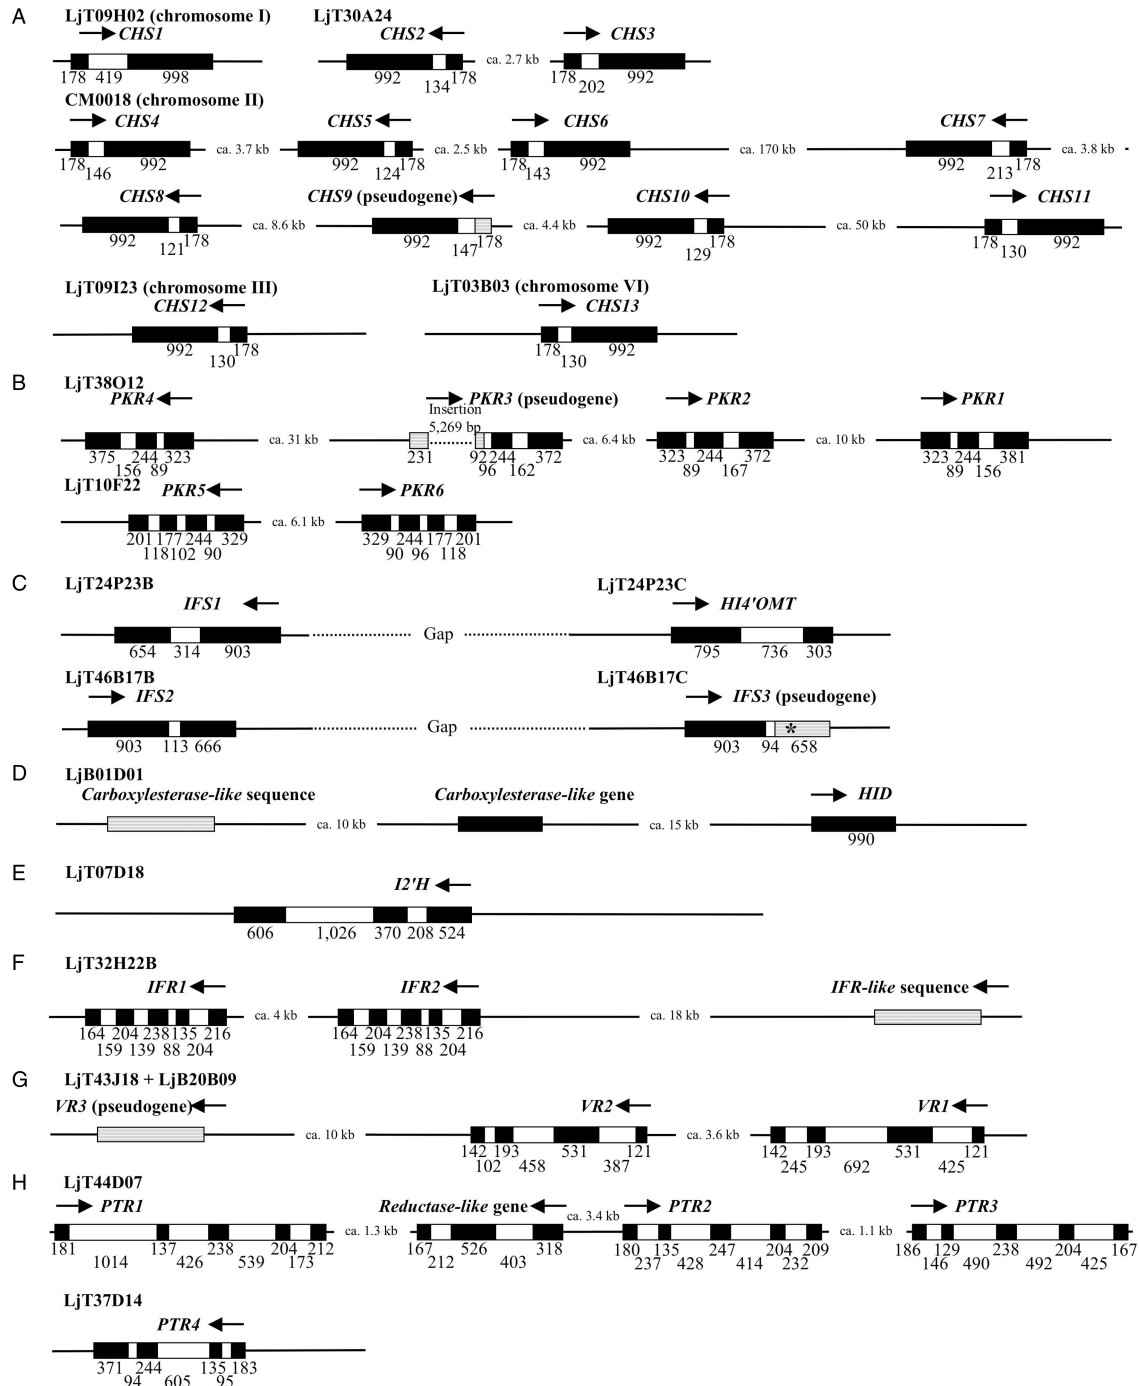 A
LjT09H02 (chromosome I) LjT30A24
CHS1 CHS2 CHS3
ca. 2.7 kb
178 419 998 992 134 178 178 202 992
CM0018 (chromosome II)
CHS4 CHS5 CHS6 CHS7
ca. 3.7 kb ca. 2.5 kb ca. 170 kb ca. 3.8 kb
178 146 992 992 124 178 178 143 992 992 213 178
CHS8 CHS9 (pseudogene) CHS10 CHS11
ca. 8.6 kb ca. 4.4 kb ca. 50 kb
992 121 178 992 147 178 992 129 178 178 130 992
LjT09I23 (chromosome III) LjT03B03 (chromosome VI)
CHS12 CHS13
992 130 178 178 130 992
B
LjT38O12
PKR4 PKR3 (pseudogene) PKR2 PKR1
Insertion
5,269 bp
ca. 31 kb ca. 6.4 kb ca. 10 kb
375 244 323 231 92 244 372 323 244 372 323 244 381
156 89 96 162 89 167 89 156
LjT10F22
PKR5 PKR6
ca. 6.1 kb
201 177 244 329 329 244 177 201
118 102 90 90 96 118
C
LjT24P23B LjT24P23C
IFS1 HI4'OMT
Gap
654 314 903 795 736 303
LjT46B17B LjT46B17C
IFS2 IFS3 (pseudogene)
Gap *
903 113 666 903 94 658
D
LjB01D01
Carboxylesterase-like sequence Carboxylesterase-like gene HID
ca. 10 kb ca. 15 kb
990
E
LjT07D18
I2'H
606 1,026 370 208 524
F
LjT32H22B
IFR1 IFR2 IFR-like sequence
ca. 4 kb ca. 18 kb
164 204 238 135 216 164 204 238 135 216
159 139 88 204 159 139 88 204
G
LjT43J18 + LjB20B09
VR3 (pseudogene) VR2 VR1
ca. 10 kb ca. 3.6 kb
142 193 531 121 142 193 531 121
102 458 387 245 692 425
H
LjT44D07
PTR1 Reductase-like gene PTR2 PTR3
ca. 1.3 kb ca. 3.4 kb ca. 1.1 kb
181 137 238 204 212 167 526 318 180 135 247 204 209 186 129 238 204 167
1014 426 539 173 212 403 237 428 414 232 146 490 492 425
LjT37D14
PTR4
371 244 135 183
94 605 95